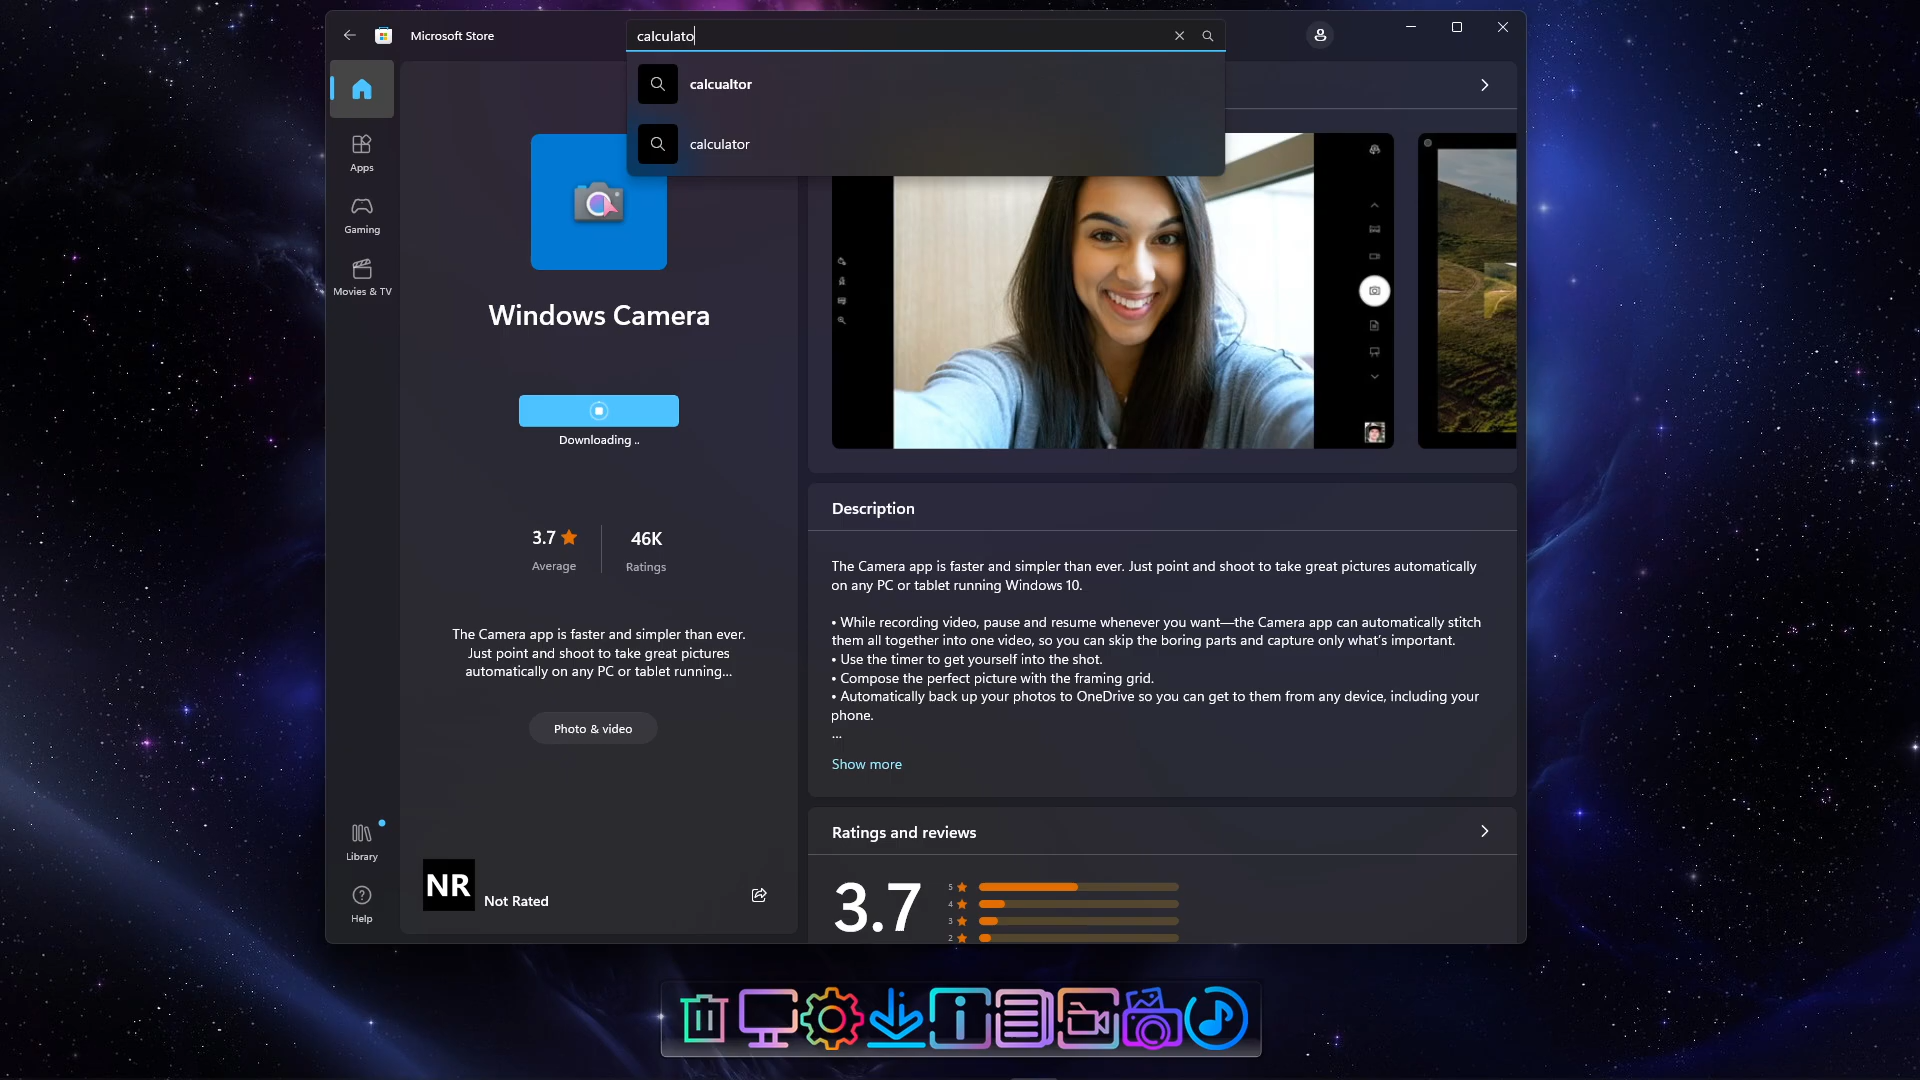 Microsoft Store
calculato
calcualtor
calculator
Apps
Gaming
Movies & TV
Library
Help
Windows Camera
Downloading ..
3.7
Average
46K
Ratings
The Camera app is faster and simpler than ever.
Just point and shoot to take great pictures
automatically on any PC or tablet running...
Photo & video
NR
Not Rated
Description
The Camera app is faster and simpler than ever. Just point and shoot to take great pictures automatically
on any PC or tablet running Windows 10.
• While recording video, pause and resume whenever you want—the Camera app can automatically stitch
them all together into one video, so you can skip the boring parts and capture only what's important.
• Use the timer to get yourself into the shot.
• Compose the perfect picture with the framing grid.
• Automatically back up your photos to OneDrive so you can get to them from any device, including your
phone.
...
Show more
Ratings and reviews
3.7
5
4
3
2